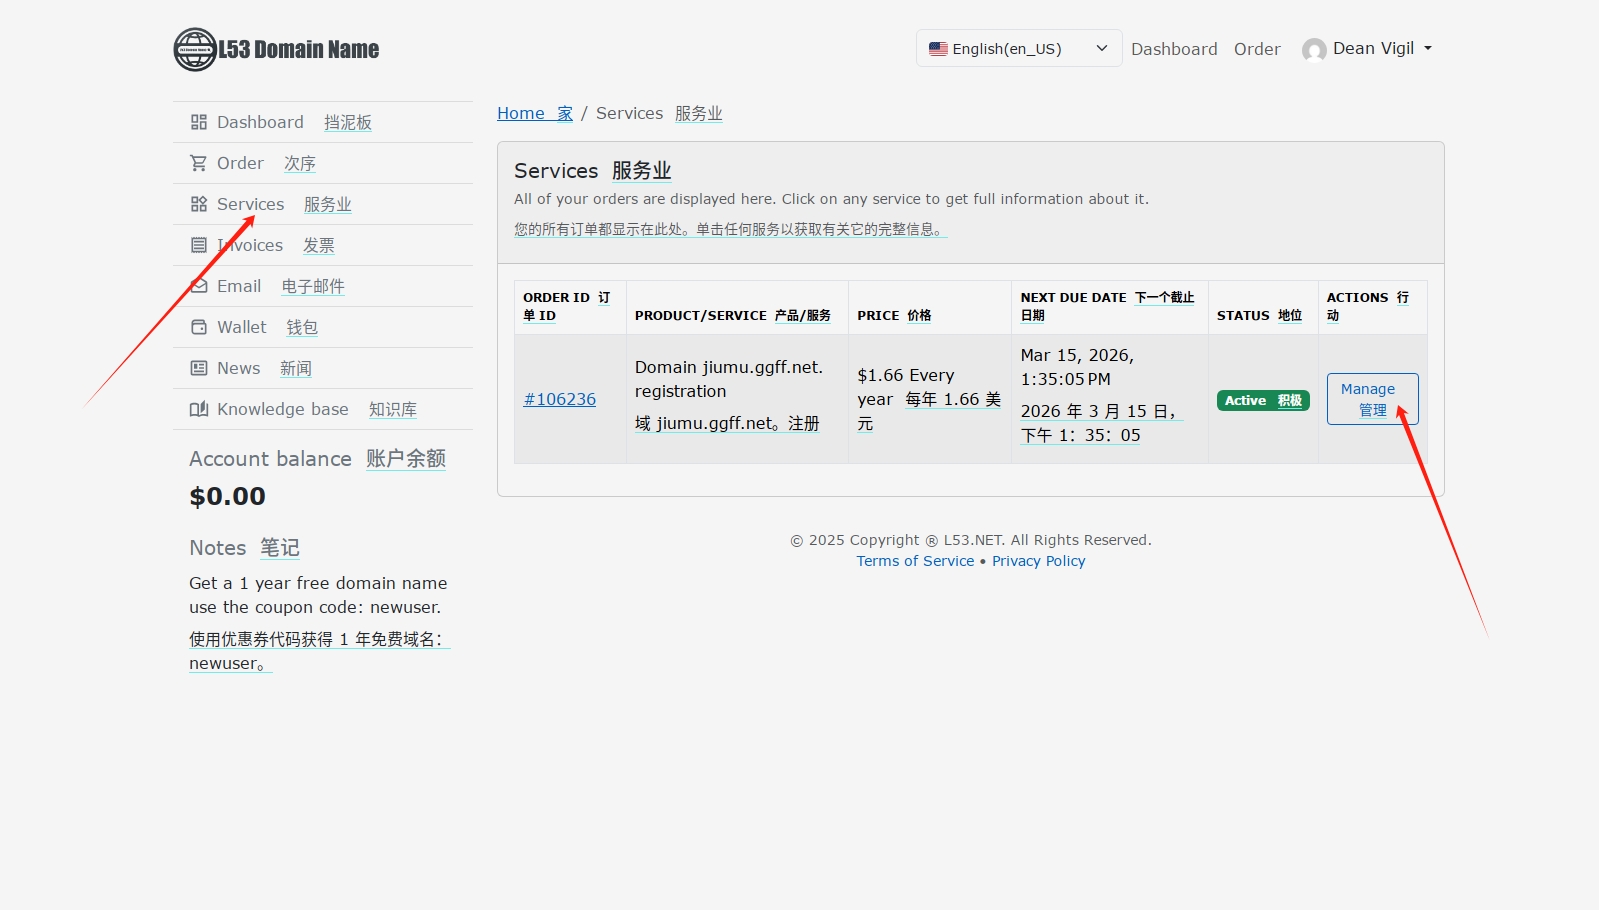 L53 Domain Name
English(en_US)
Dashboard
Order
Dean Vigil
Dashboard 挡泥板
Order 次序
Services 服务业
Invoices 发票
Email 电子邮件
Wallet 钱包
News 新闻
Knowledge base 知识库
Account balance 账户余额
$0.00
Notes 笔记
Get a 1 year free domain name
use the coupon code: newuser.
使用优惠券代码获得 1 年免费域名：
newuser。
Home 家 / Services 服务业
Services 服务业
All of your orders are displayed here. Click on any service to get full information about it.
您的所有订单都显示在此处。单击任何服务以获取有关它的完整信息。
ORDER ID 订
单 ID
PRODUCT/SERVICE 产品/服务
PRICE 价格
NEXT DUE DATE 下一个截止
日期
STATUS 地位
ACTIONS 行
动
#106236
Domain jiumu.ggff.net.
registration
域 jiumu.ggff.net。注册
$1.66 Every
year 每年 1.66 美
元
Mar 15, 2026,
1:35:05 PM
2026 年 3 月 15 日，
下午 1：35：05
Active 积极
Manage
管理
© 2025 Copyright ® L53.NET. All Rights Reserved.
Terms of Service • Privacy Policy